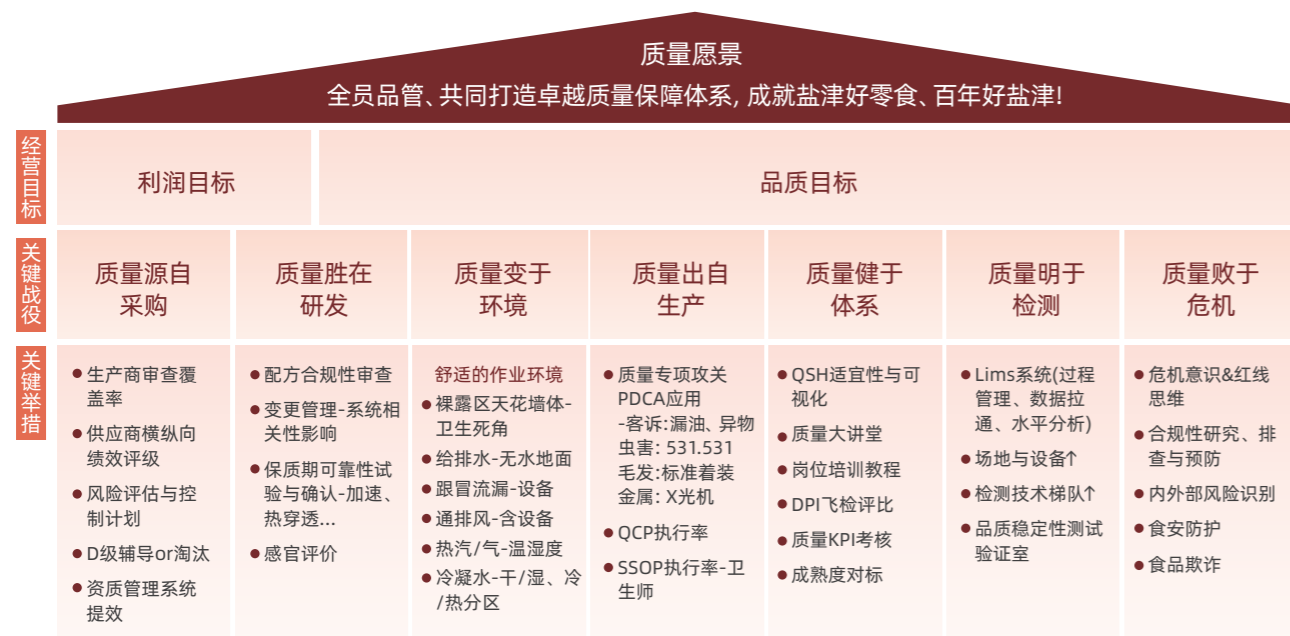 质量愿景
全员品管、共同打造卓越质量保障体系, 成就盐津好零食、百年好盐津!
经营目标
利润目标
品质目标
关键战役
质量源自
采购
质量胜在
研发
质量变于
环境
质量出自
生产
质量健于
体系
质量明于
检测
质量败于
危机
关键举措
●生产商审查覆
盖率
●供应商横纵向
绩效评级
●风险评估与控
制计划
●D级辅导or淘汰
●资质管理系统
提效
●配方合规性审查
●变更管理-系统相
关性影响
●保质期可靠性试
验与确认-加速、
热穿透...
●感官评价
舒适的作业环境
●裸露区天花墙体-
卫生死角
●给排水-无水地面
●跟冒流漏-设备
●通排风-含设备
●热汽/气-温湿度
●冷凝水-干/湿、冷
/热分区
●质量专项攻关
PDCA应用
-客诉:漏油、异物
虫害: 531.531
毛发:标准着装
金属: X光机
●QCP执行率
●SSOP执行率-卫
生师
●QSH适宜性与可
视化
●质量大讲堂
●岗位培训教程
●DPI飞检评比
●质量KPI考核
●成熟度对标
●Lims系统(过程
管理、数据拉
通、水平分析)
●场地与设备↑
●检测技术梯队↑
●品质稳定性测试
验证室
●危机意识&红线
思维
●合规性研究、排
查与预防
●内外部风险识别
●食安防护
●食品欺诈